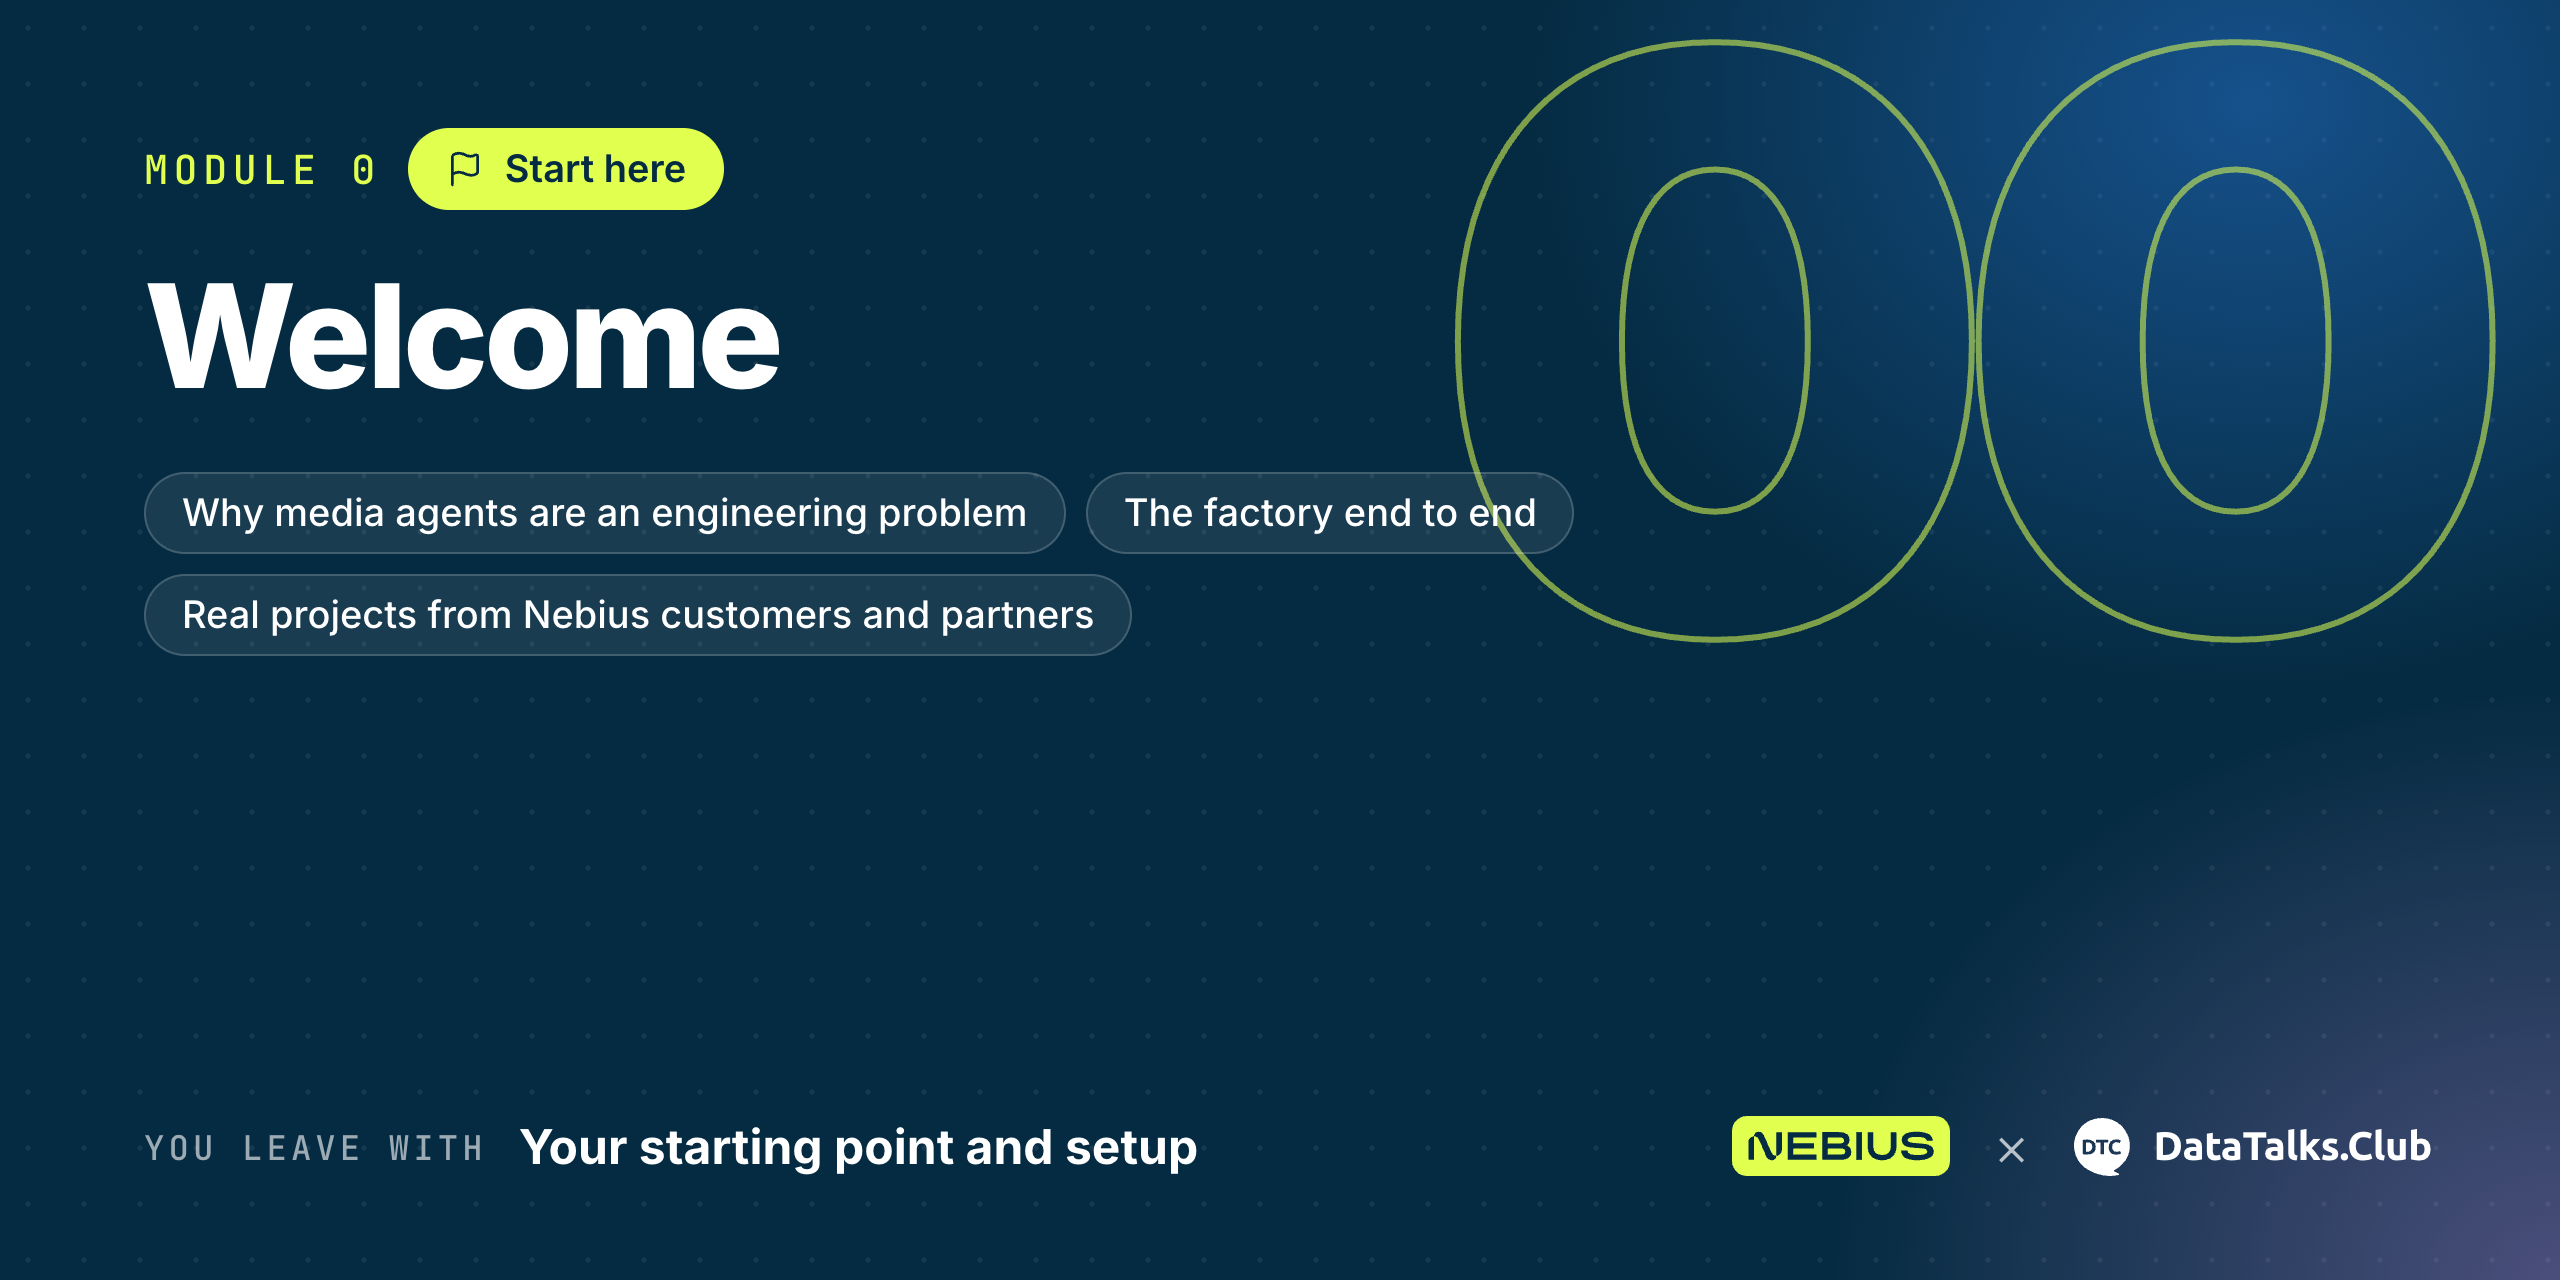 MODULE 0 Start here
00
Welcome
Why media agents are an engineering problem The factory end to end
Real projects from Nebius customers and partners
YOU LEAVE WITH Your starting point and setup
NEBIUS × DTC DataTalks.Club